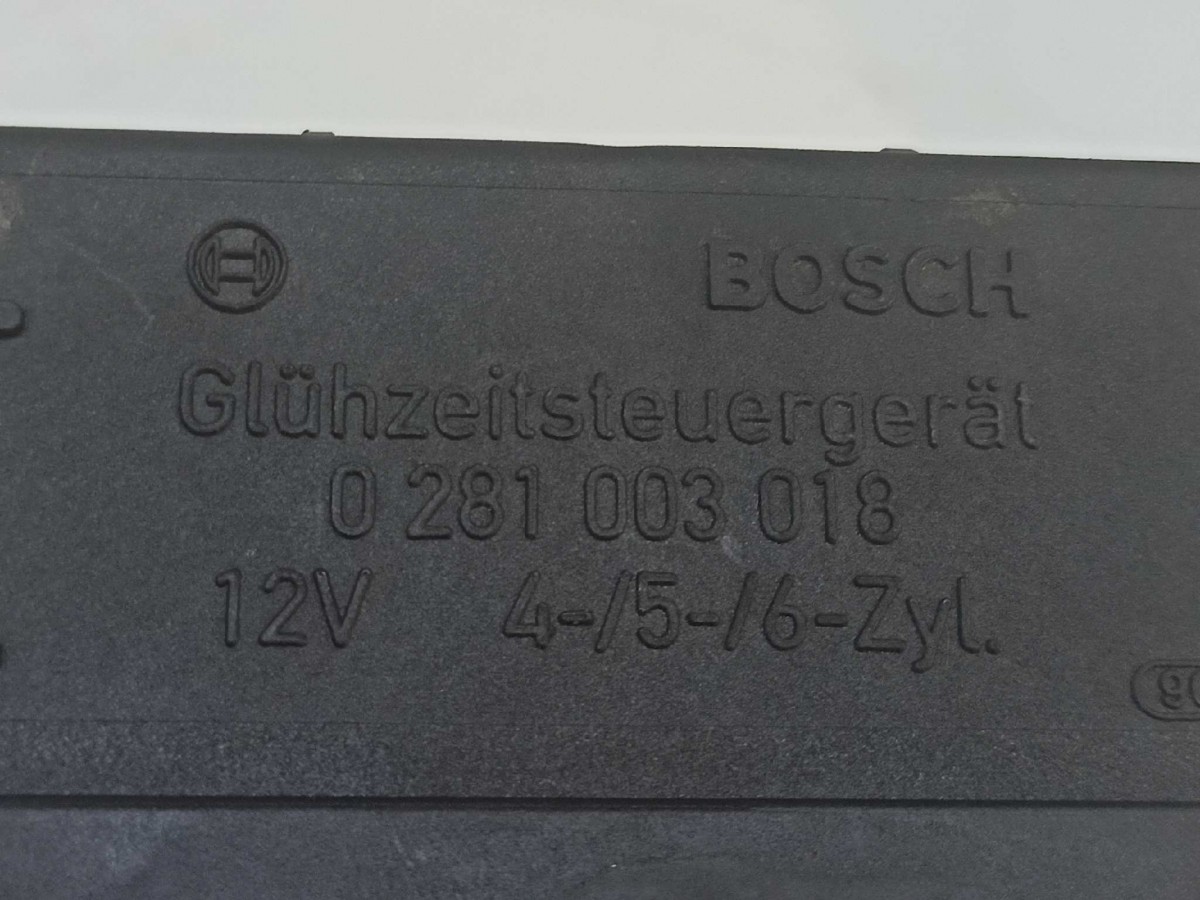 BOSCH
Glühzeitsteuergerät
0 281 003 018
12V 4-/5-/6-Zyl.